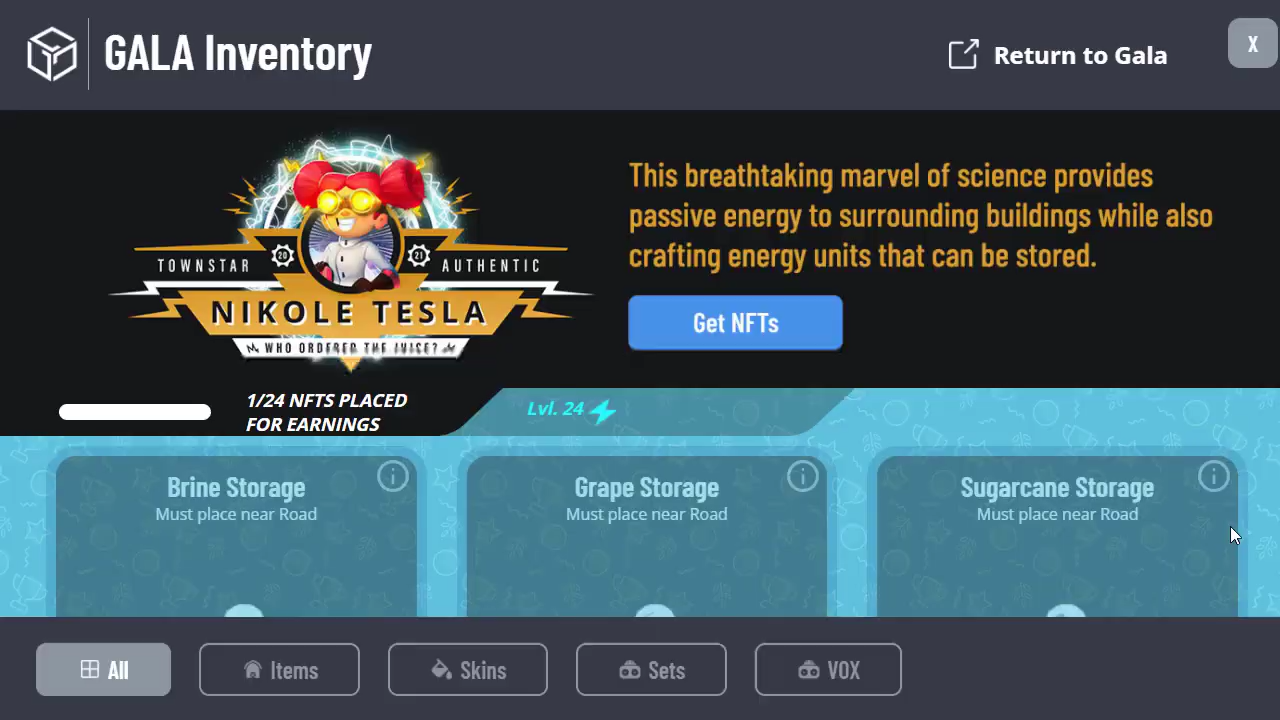 GALA Inventory
Return to Gala
X
This breathtaking marvel of science provides
passive energy to surrounding buildings while also
crafting energy units that can be stored.
20
21
TOWNSTAR
AUTHENTIC
NIKOLE TESLA
WHO ORDERED THE JUICE?
Get NFTs
1/24 NFTS PLACED
FOR EARNINGS
Lvl. 24
Brine Storage
Must place near Road
Grape Storage
Must place near Road
Sugarcane Storage
Must place near Road
All
Items
Skins
Sets
VOX